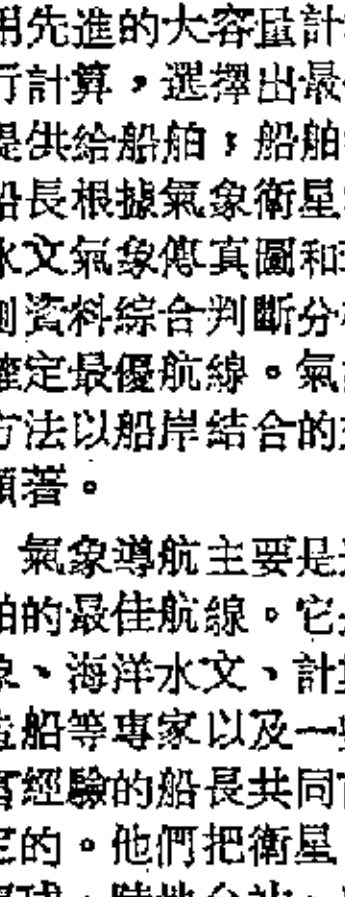 用先進的大容量計
行計算，選擇出最
提供給船舶；船舶
船長根據氣象衛星
水文氣象傳真圖和
測資料綜合判斷分
確定最優航線。氣
方法以船岸結合的
顯著。
氣象導航主要是
舶的最佳航線。它
象、海洋水文、計
造船等專家以及一
富經驗的船長共同
定的。他們把衛星